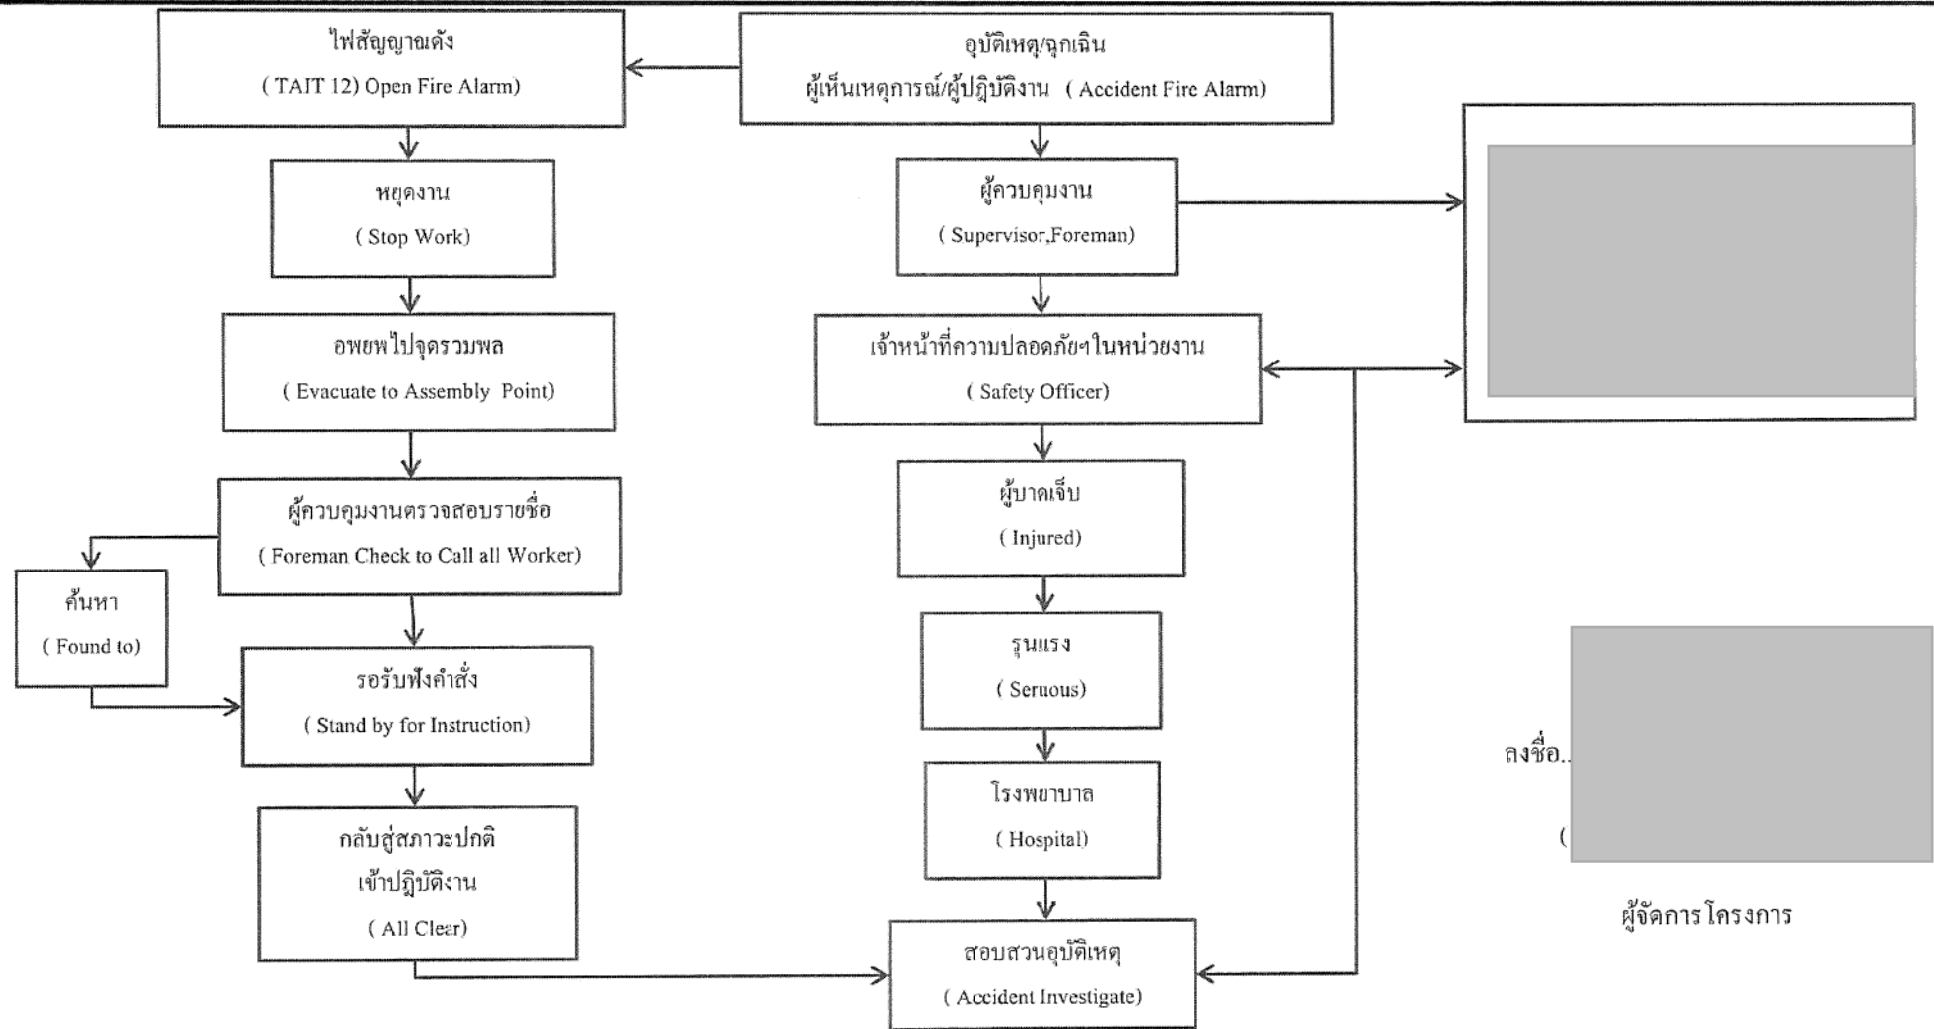 ไฟสัญญาณดัง
( TAIT 12) Open Fire Alarm)
อุบัติเหตุ/ฉุกเฉิน
ผู้เห็นเหตุการณ์/ผู้ปฎิบัติงาน ( Accident Fire Alarm)
หยุดงาน
( Stop Work)
ผู้ควบคุมงาน
( Supervisor,Foreman)
อพยพไปจุดรวมพล
( Evacuate to Assembly Point)
เจ้าหน้าที่ความปลอดภัยฯในหน่วยงาน
( Safety Officer)
ผู้ควบคุมงานตรวจสอบรายชื่อ
( Foreman Check to Call all Worker)
ผู้บาดเจ็บ
( Injured)
ค้นหา
( Found to)
รอรับฟังคำสั่ง
( Stand by for Instruction)
รุนแรง
( Seruous)
กลับสู่สภาวะปกติ
เข้าปฎิบัติงาน
( All Clear)
โรงพยาบาล
( Hospital)
สอบสวนอุบัติเหตุ
( Accident Investigate)
ลงชื่อ..
(
ผู้จัดการโครงการ